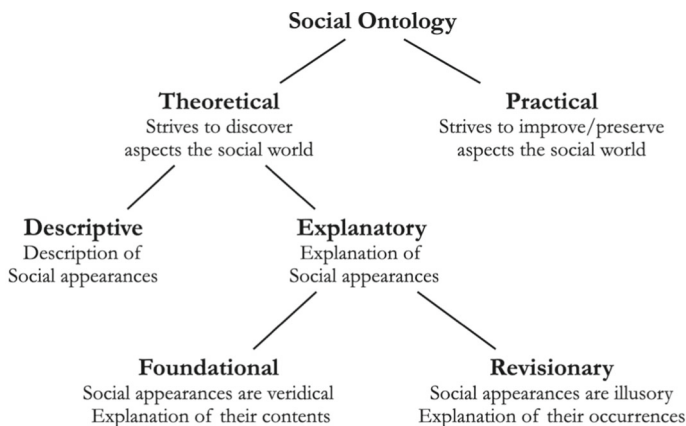 Social Ontology
Theoretical
Strives to discover
aspects the social world
Practical
Strives to improve/preserve
aspects the social world
Descriptive
Description of
Social appearances
Explanatory
Explanation of
Social appearances
Foundational
Social appearances are veridical
Explanation of their contents
Revisionary
Social appearances are illusory
Explanation of their occurrences